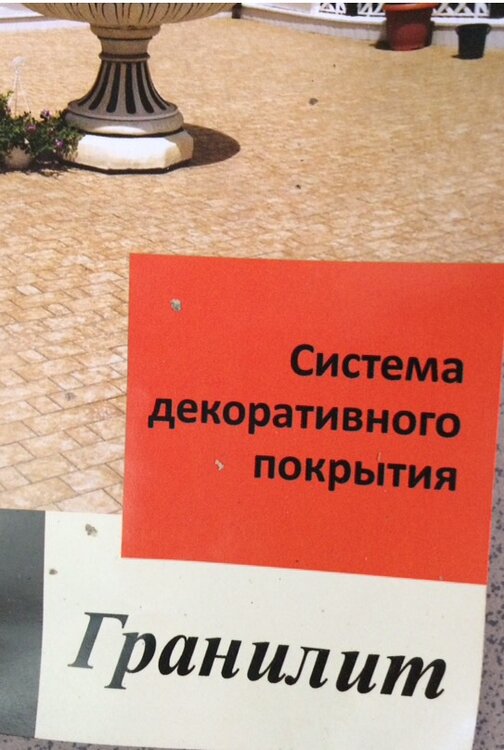 Система
декоративного
покрытия
Гранилит